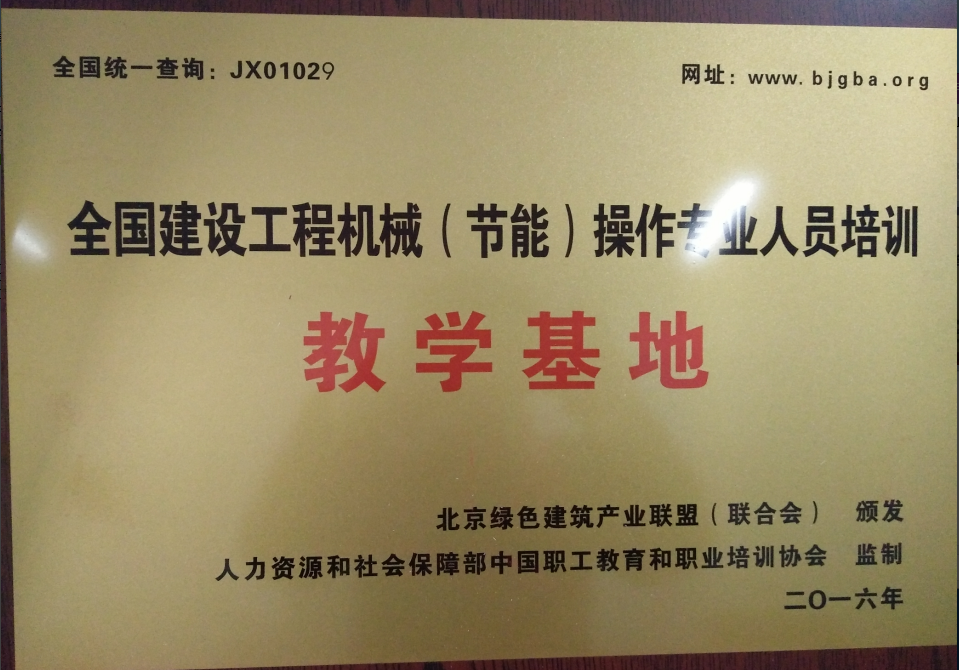 全国统一查询：JX01029
网址：www.bjgba.org
全国建设工程机械（节能）操作专业人员培训
教学基地
北京绿色建筑产业联盟（联合会） 颁发
人力资源和社会保障部中国职工教育和职业培训协会 监制
二〇一六年